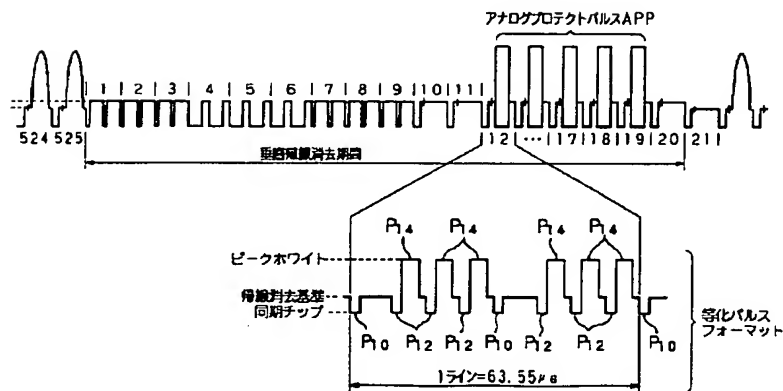 アナログプロテクトパルスAPP
1 2 3 4 5 6 7 8 9 10 11
524 525 12 ... 17 18 19 20 21
垂直帰線消去期間
P14 P14 P14 P14
ピークホワイト
帰線消去基準
同期チップ
等化パルス
フォーマット
P10 P12 P12 P10 P12 P12 P10
1ライン=63.55μs